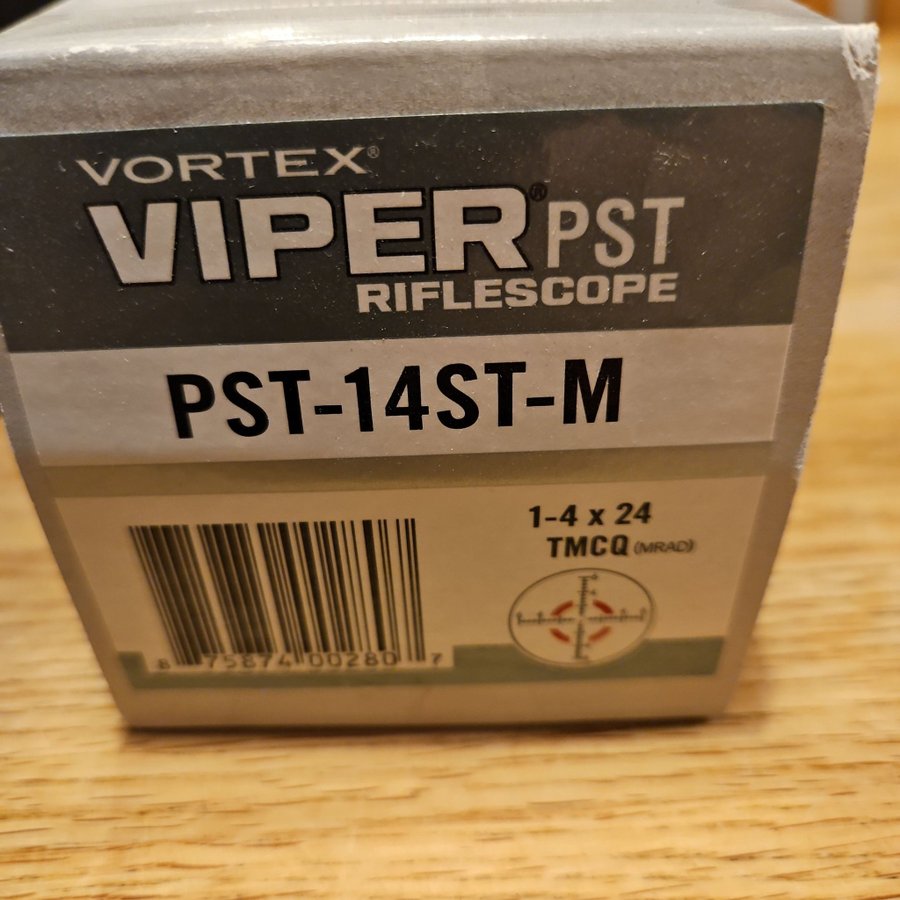 VORTEX®
VIPER® PST
RIFLESCOPE
PST-14ST-M
1-4 x 24
TMCQ (MRAD)
8 75874 00280 7